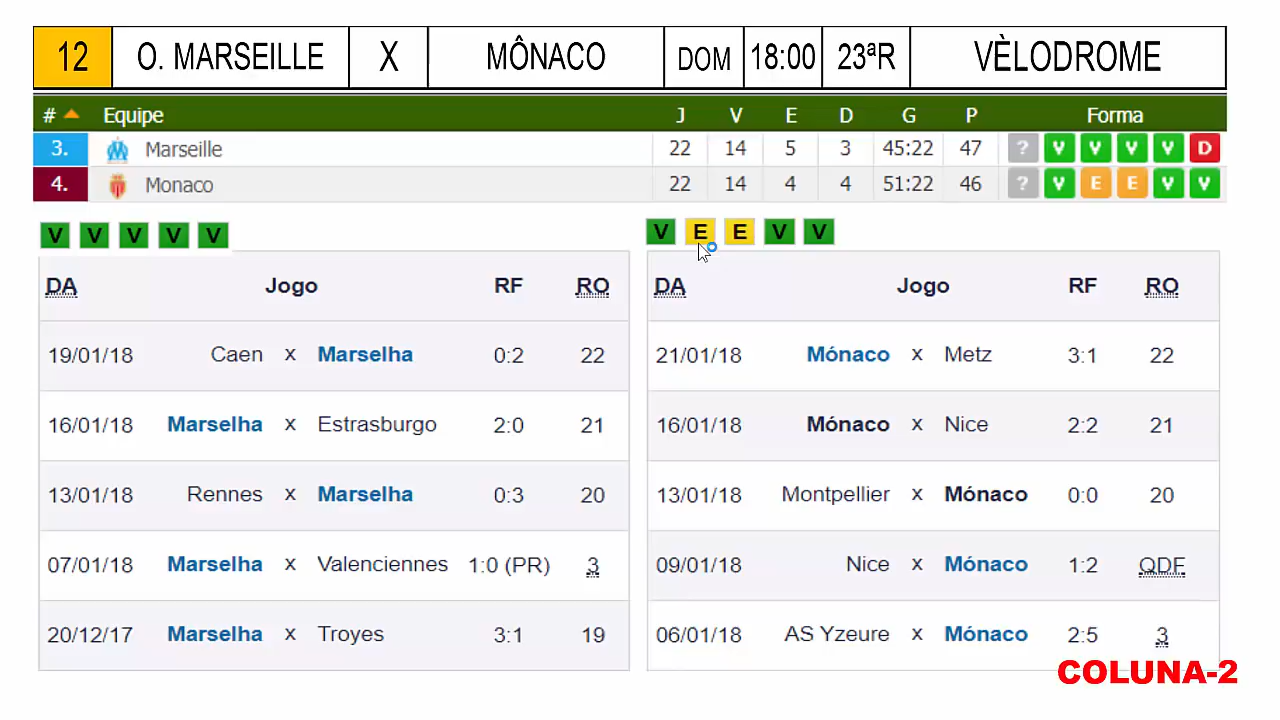 12 O. MARSEILLE X MÔNACO DOM 18:00 23ªR VÈLODROME
# Equipe J V E D G P Forma
3. Marseille 22 14 5 3 45:22 47 ? V V V V D
4. Monaco 22 14 4 4 51:22 46 ? V E E V V
V V V V V
DA Jogo RF RO
19/01/18 Caen x Marselha 0:2 22
16/01/18 Marselha x Estrasburgo 2:0 21
13/01/18 Rennes x Marselha 0:3 20
07/01/18 Marselha x Valenciennes 1:0 (PR) 3
20/12/17 Marselha x Troyes 3:1 19
V E E V V
DA Jogo RF RO
21/01/18 Mónaco x Metz 3:1 22
16/01/18 Mónaco x Nice 2:2 21
13/01/18 Montpellier x Mónaco 0:0 20
09/01/18 Nice x Mónaco 1:2 QDF
06/01/18 AS Yzeure x Mónaco 2:5 3
COLUNA-2